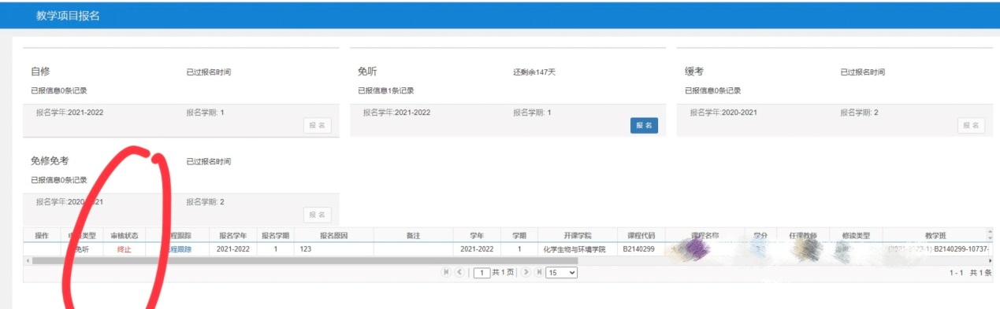 教学项目报名
自修 已过报名时间
已报信息0条记录
报名学年:2021-2022 报名学期: 1
报 名
免听 还剩余147天
已报信息1条记录
报名学年:2021-2022 报名学期: 1
报 名
缓考 已过报名时间
已报信息0条记录
报名学年:2020-2021 报名学期: 2
报 名
免修免考 已过报名时间
已报信息0条记录
报名学年:2020-2021 报名学期: 2
报 名
操作 类型 审核状态 程跟踪 报名学年 报名学期 报名原因 备注 学年 学期 开课学院 课程代码 课程名称 学分 任课教师 修读类型 教学班
免听 终止 程跟踪 2021-2022 1 123 2021-2022 1 化学生物与环境学院 B2140299 -B2140299-10737-
1 共 1 页 15 1 - 1 共 1 条